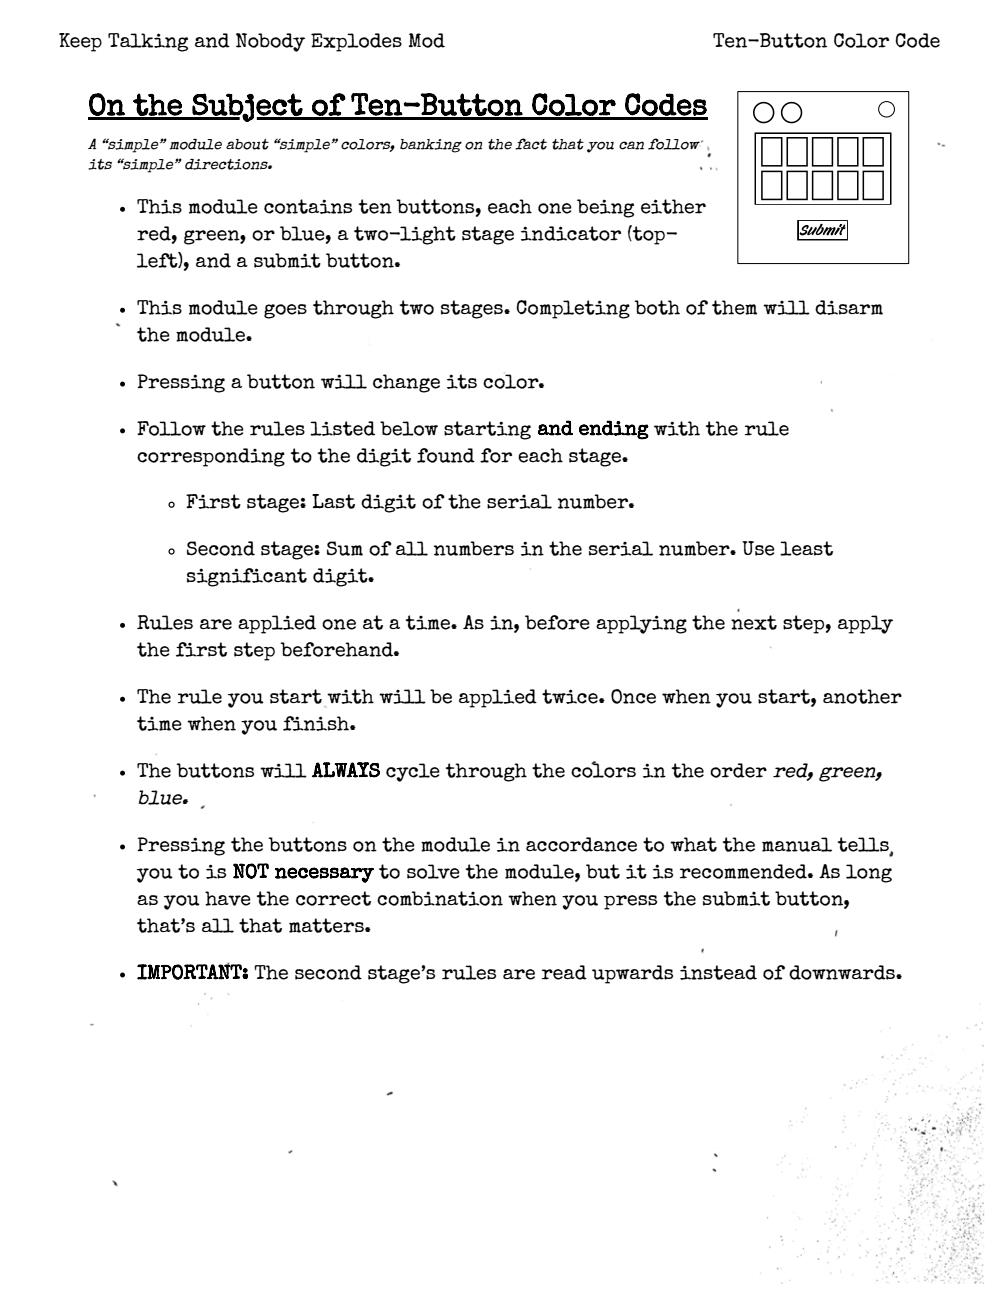 Keep Talking and Nobody Explodes Mod
Ten-Button Color Code
On the Subject of Ten-Button Color Codes
A “simple” module about “simple” colors, banking on the fact that you can follow
its “simple” directions.
• This module contains ten buttons, each one being either
red, green, or blue, a two-light stage indicator (top-
left), and a submit button.
Submit
• This module goes through two stages. Completing both of them will disarm
the module.
• Pressing a button will change its color.
• Follow the rules listed below starting and ending with the rule
corresponding to the digit found for each stage.
◦ First stage: Last digit of the serial number.
◦ Second stage: Sum of all numbers in the serial number. Use least
significant digit.
• Rules are applied one at a time. As in, before applying the next step, apply
the first step beforehand.
• The rule you start with will be applied twice. Once when you start, another
time when you finish.
• The buttons will ALWAYS cycle through the colors in the order red, green,
blue.
• Pressing the buttons on the module in accordance to what the manual tells
you to is NOT necessary to solve the module, but it is recommended. As long
as you have the correct combination when you press the submit button,
that’s all that matters.
• IMPORTANT: The second stage’s rules are read upwards instead of downwards.